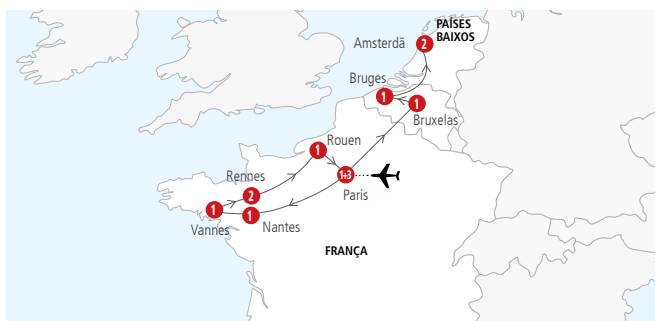 PAÍSES
BAIXOS
Amsterdã
2
Bruges
1
1
Bruxelas
Rouen
1
1+3
Paris
Rennes
2
1
Vannes
1
Nantes
FRANÇA